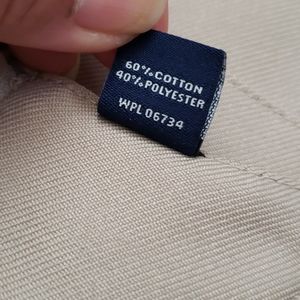 60% COTTON
40% POLYESTER
WPL 06734